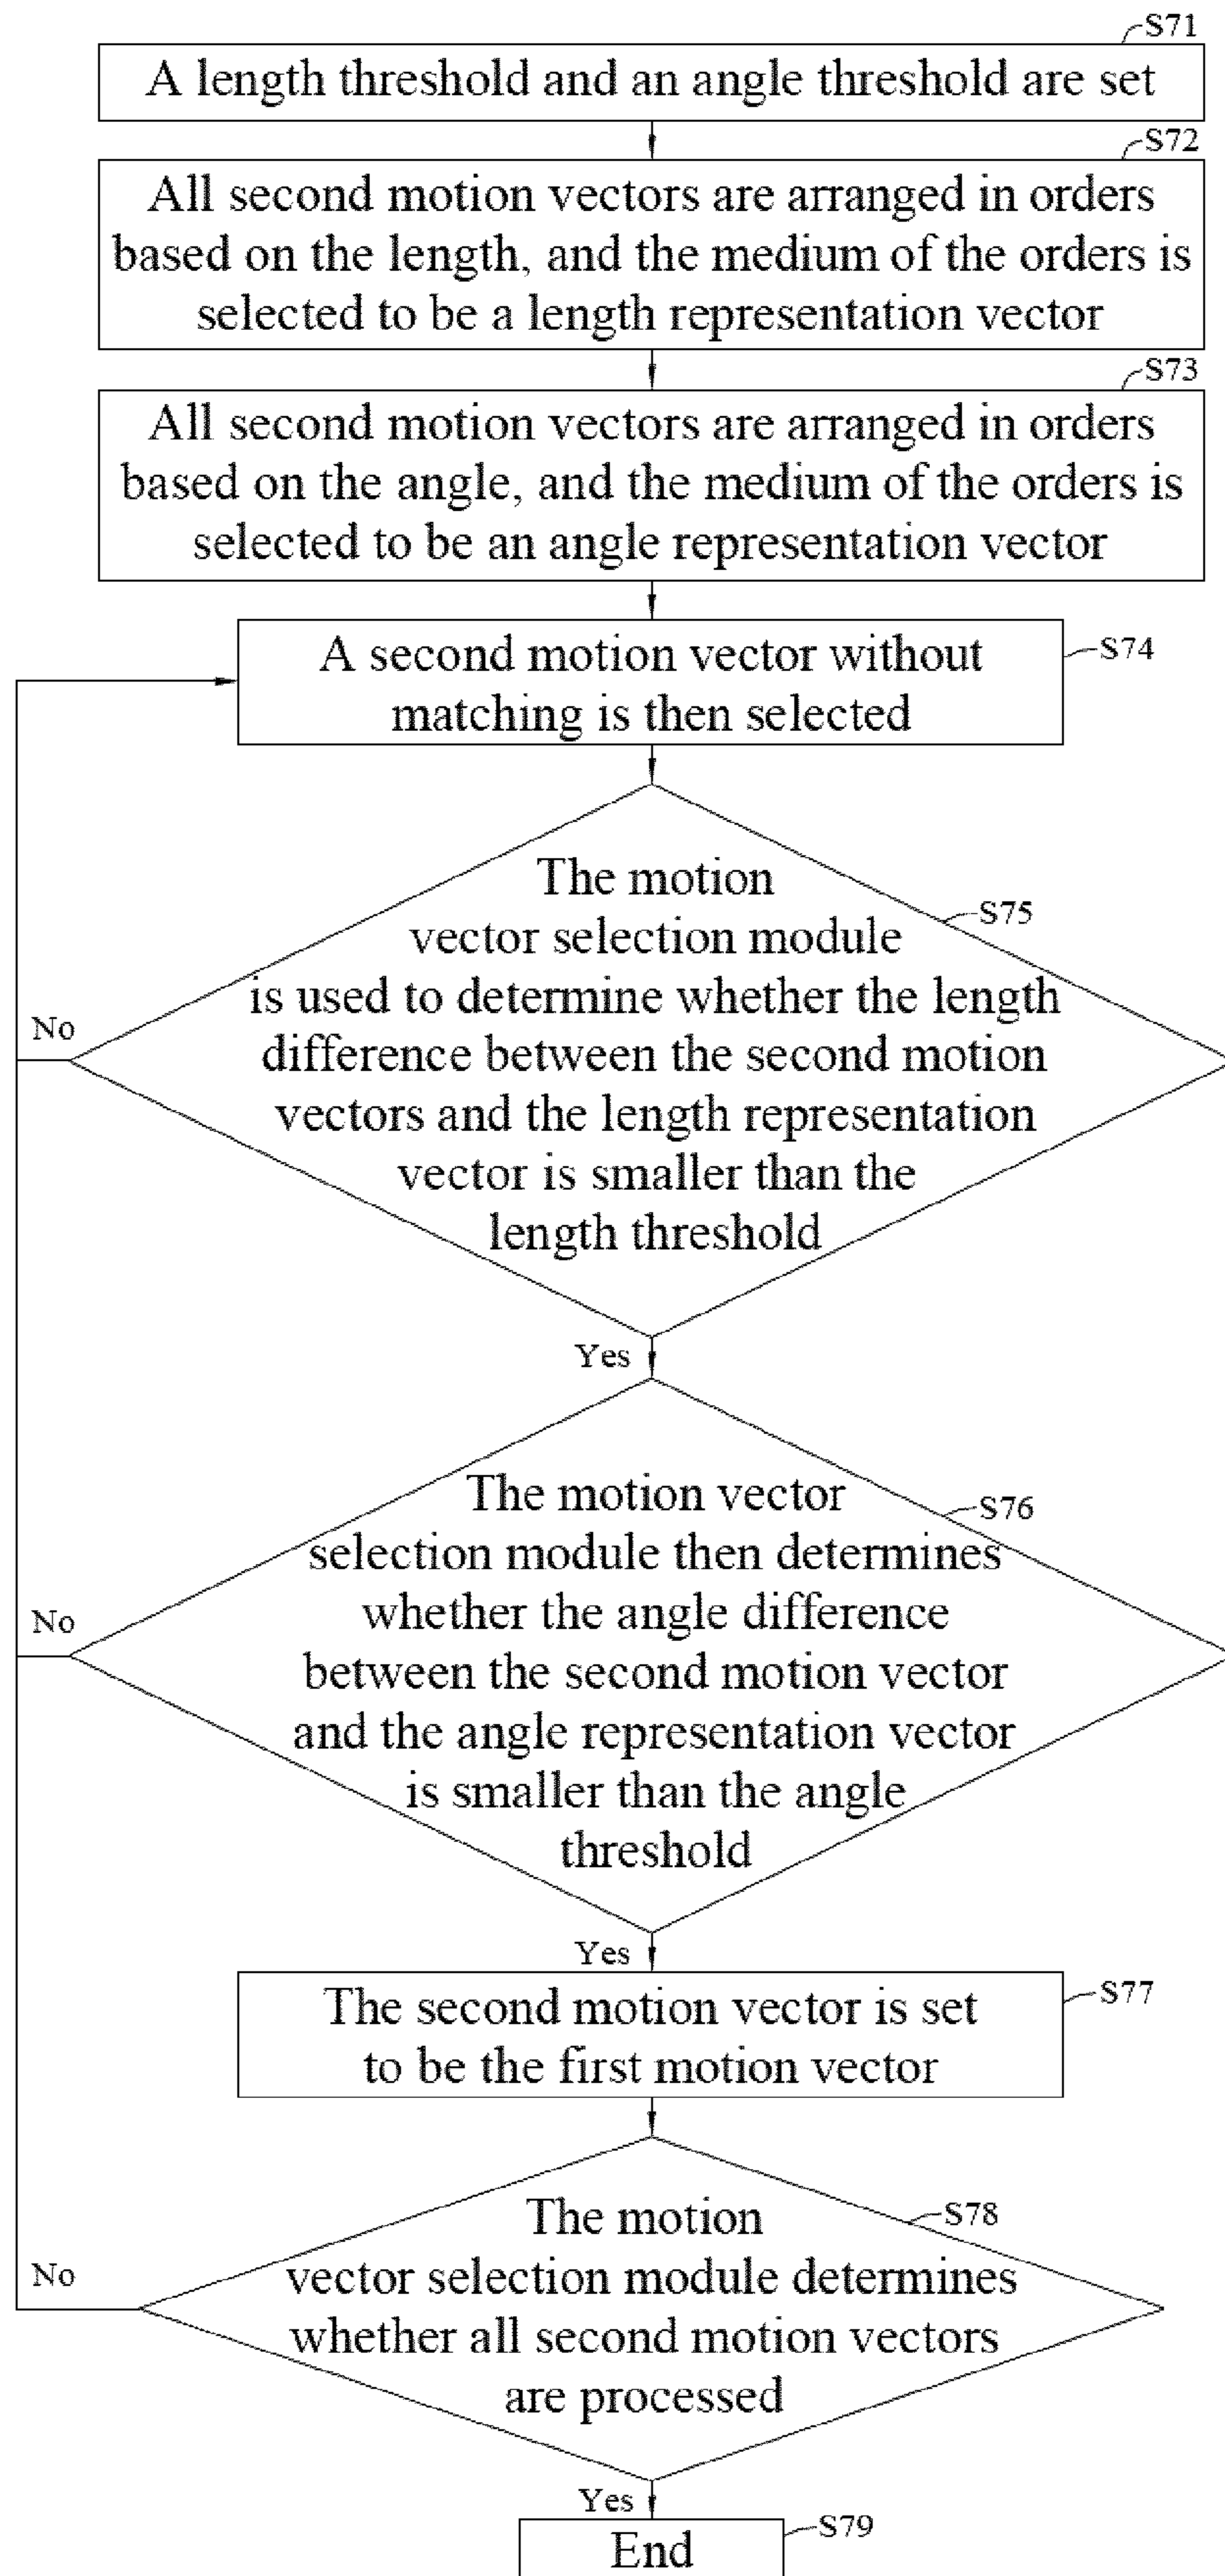 S71
A length threshold and an angle threshold are set
S72
All second motion vectors are arranged in orders
based on the length, and the medium of the orders is
selected to be a length representation vector
S73
All second motion vectors are arranged in orders
based on the angle, and the medium of the orders is
selected to be an angle representation vector
A second motion vector without
matching is then selected
S74
The motion
vector selection module
is used to determine whether the length
difference between the second motion
vectors and the length representation
vector is smaller than the
length threshold
S75
No
Yes
The motion vector
selection module then determines
whether the angle difference
between the second motion vector
and the angle representation vector
is smaller than the angle
threshold
S76
No
Yes
The second motion vector is set
to be the first motion vector
S77
The motion
vector selection module determines
whether all second motion vectors
are processed
S78
No
Yes
End
S79